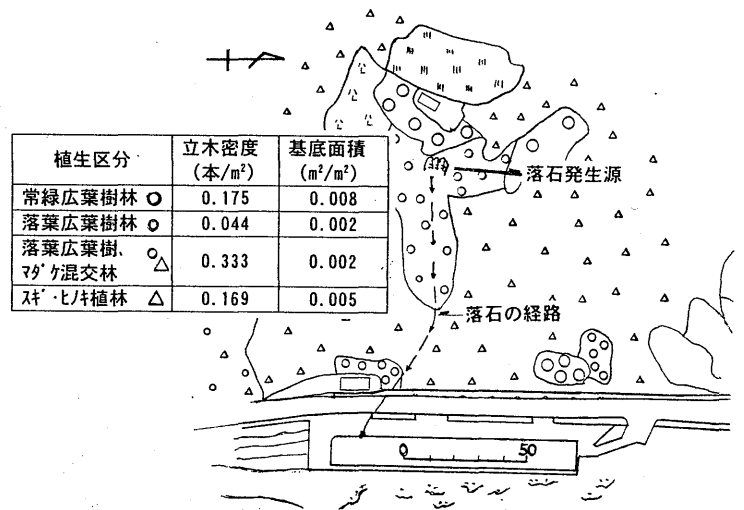 植生区分 立木密度 (本/m²) 基底面積 (m²/m²)
常緑広葉樹林 0.175 0.008
落葉広葉樹林 0.044 0.002
落葉広葉樹、
マダケ混交林 0.333 0.002
スギ・ヒノキ植林 0.169 0.005
落石発生源
落石の経路
0 50